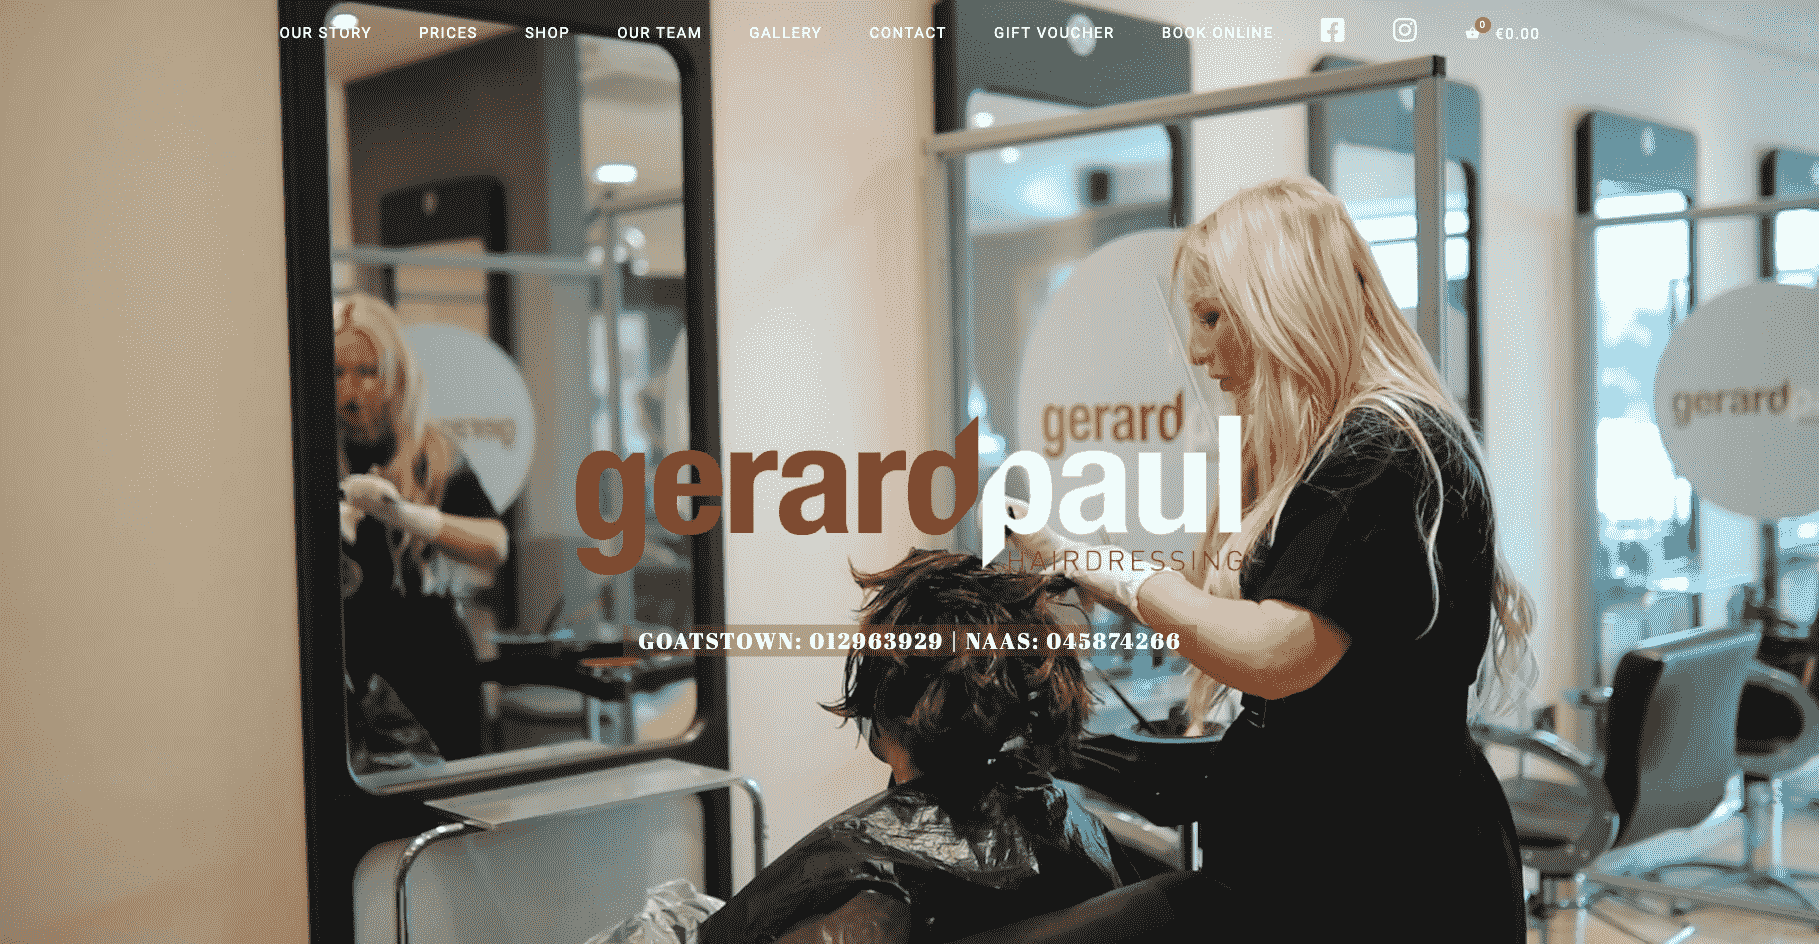 OUR STORY PRICES SHOP OUR TEAM GALLERY CONTACT GIFT VOUCHER BOOK ONLINE 0 €0.00
gerard
gerard
gerardpaul
HAIRDRESSING
GOATSTOWN: 012963929 | NAAS: 045874266